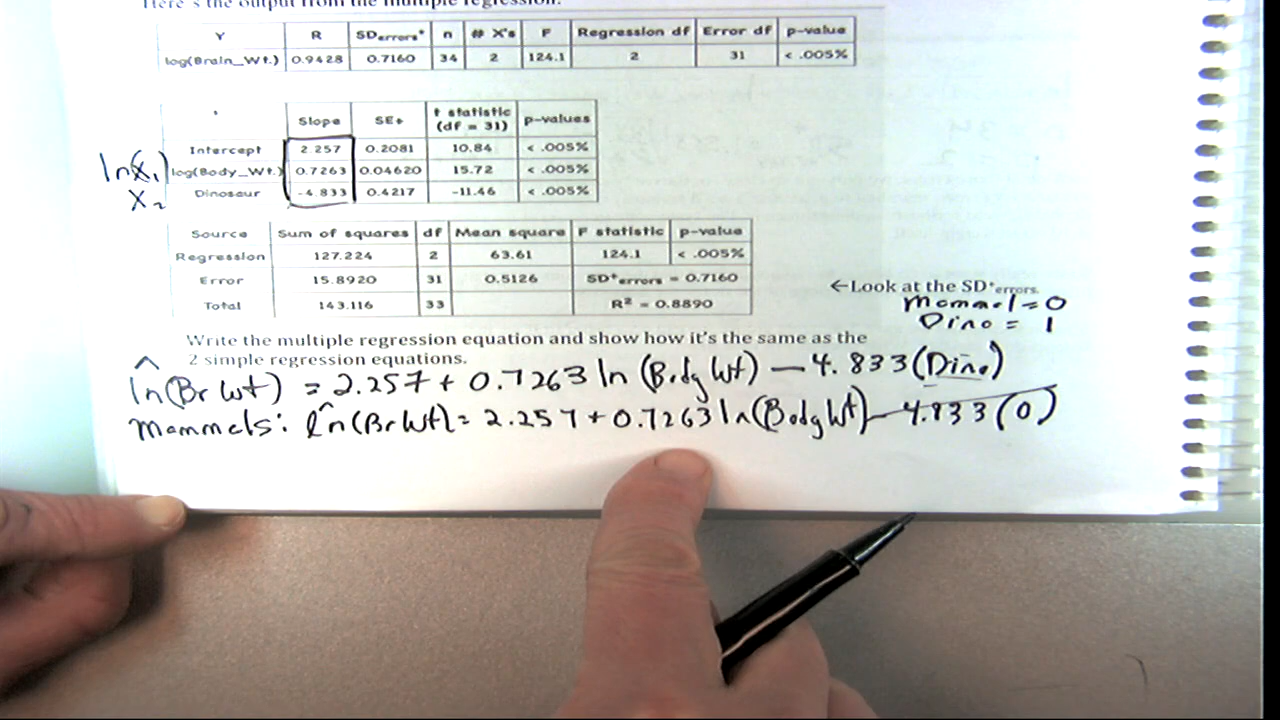 Here's the output from the multiple regression.
Y R SDerrors⁺ n # X's F Regression df Error df p-value
log(Brain_Wt.) 0.9428 0.7160 34 2 124.1 2 31 < .005%
Slope SE+ t statistic (df = 31) p-values
Intercept 2.257 0.2081 10.84 < .005%
ln(X₁ log(Body_Wt.) 0.7263 0.04620 15.72 < .005%
X₂ Dinosaur -4.833 0.4217 -11.46 < .005%
Source Sum of squares df Mean square F statistic p-value
Regression 127.224 2 63.61 124.1 < .005%
Error 15.8920 31 0.5126 SD⁺errors = 0.7160
Total 143.116 33 R² = 0.8890
←Look at the SD⁺errors.
Mammel = 0
Dino = 1
Write the multiple regression equation and show how it's the same as the
2 simple regression equations.
ln(Br Wt) = 2.257 + 0.7263 ln (Body Wt) — 4.833 (Dino)
Mammels: ln(Br Wt) = 2.257 + 0.7263 ln(Body Wt) - 4.833 (0)